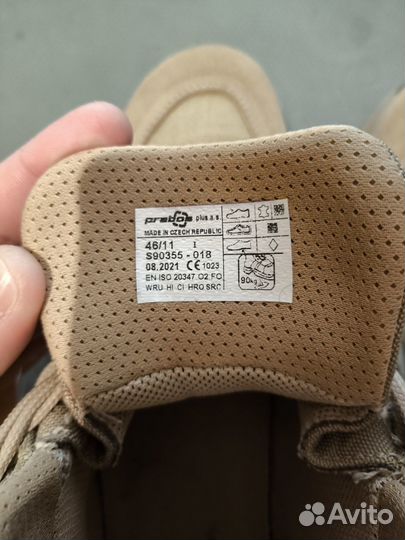 prabos plus a.s.
MADE IN CZECH REPUBLIC
46/11 I
S90355 - 018
08.2021 CE 1023
EN ISO 20347 O2 FO
WRU HI CI HRO SRC
90kg
Avito